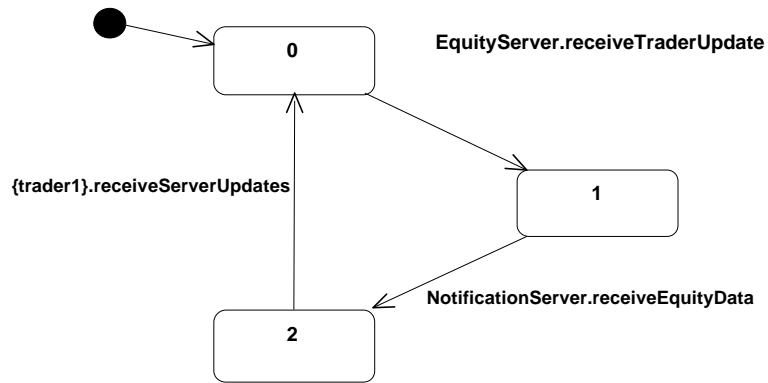 EquityServer.receiveTraderUpdate
0
{trader1}.receiveServerUpdates
1
NotificationServer.receiveEquityData
2